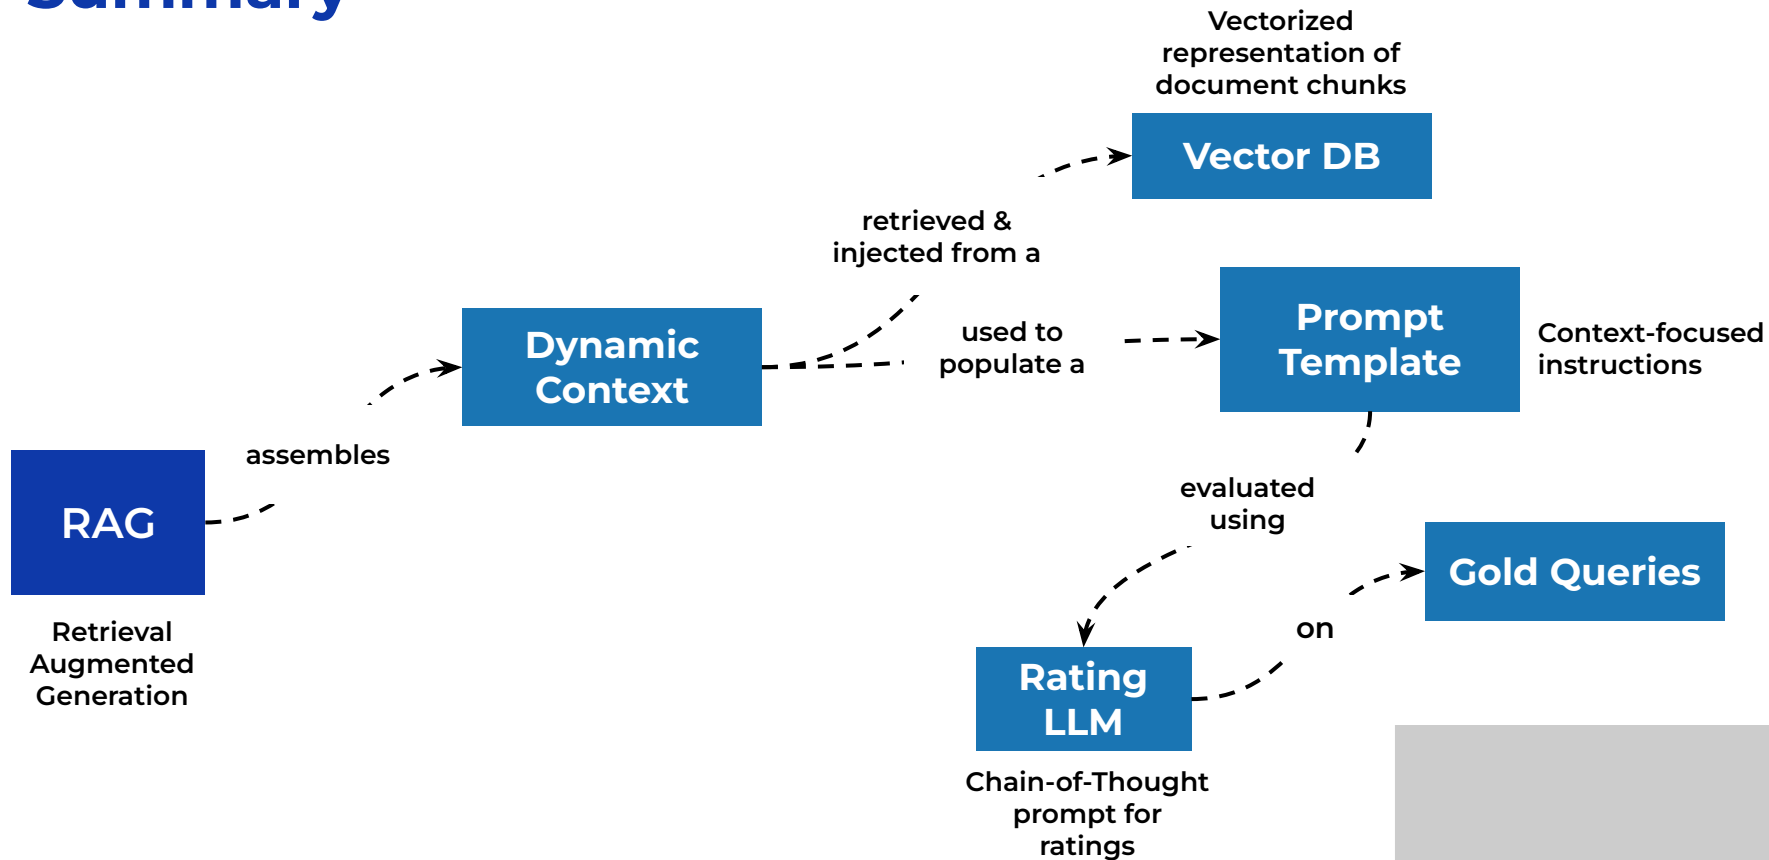 Summary
Vectorized
representation of
document chunks
Vector DB
retrieved &
injected from a
Dynamic
Context
used to
populate a
Prompt
Template
Context-focused
instructions
assembles
RAG
Retrieval
Augmented
Generation
evaluated
using
Gold Queries
on
Rating
LLM
Chain-of-Thought
prompt for
ratings